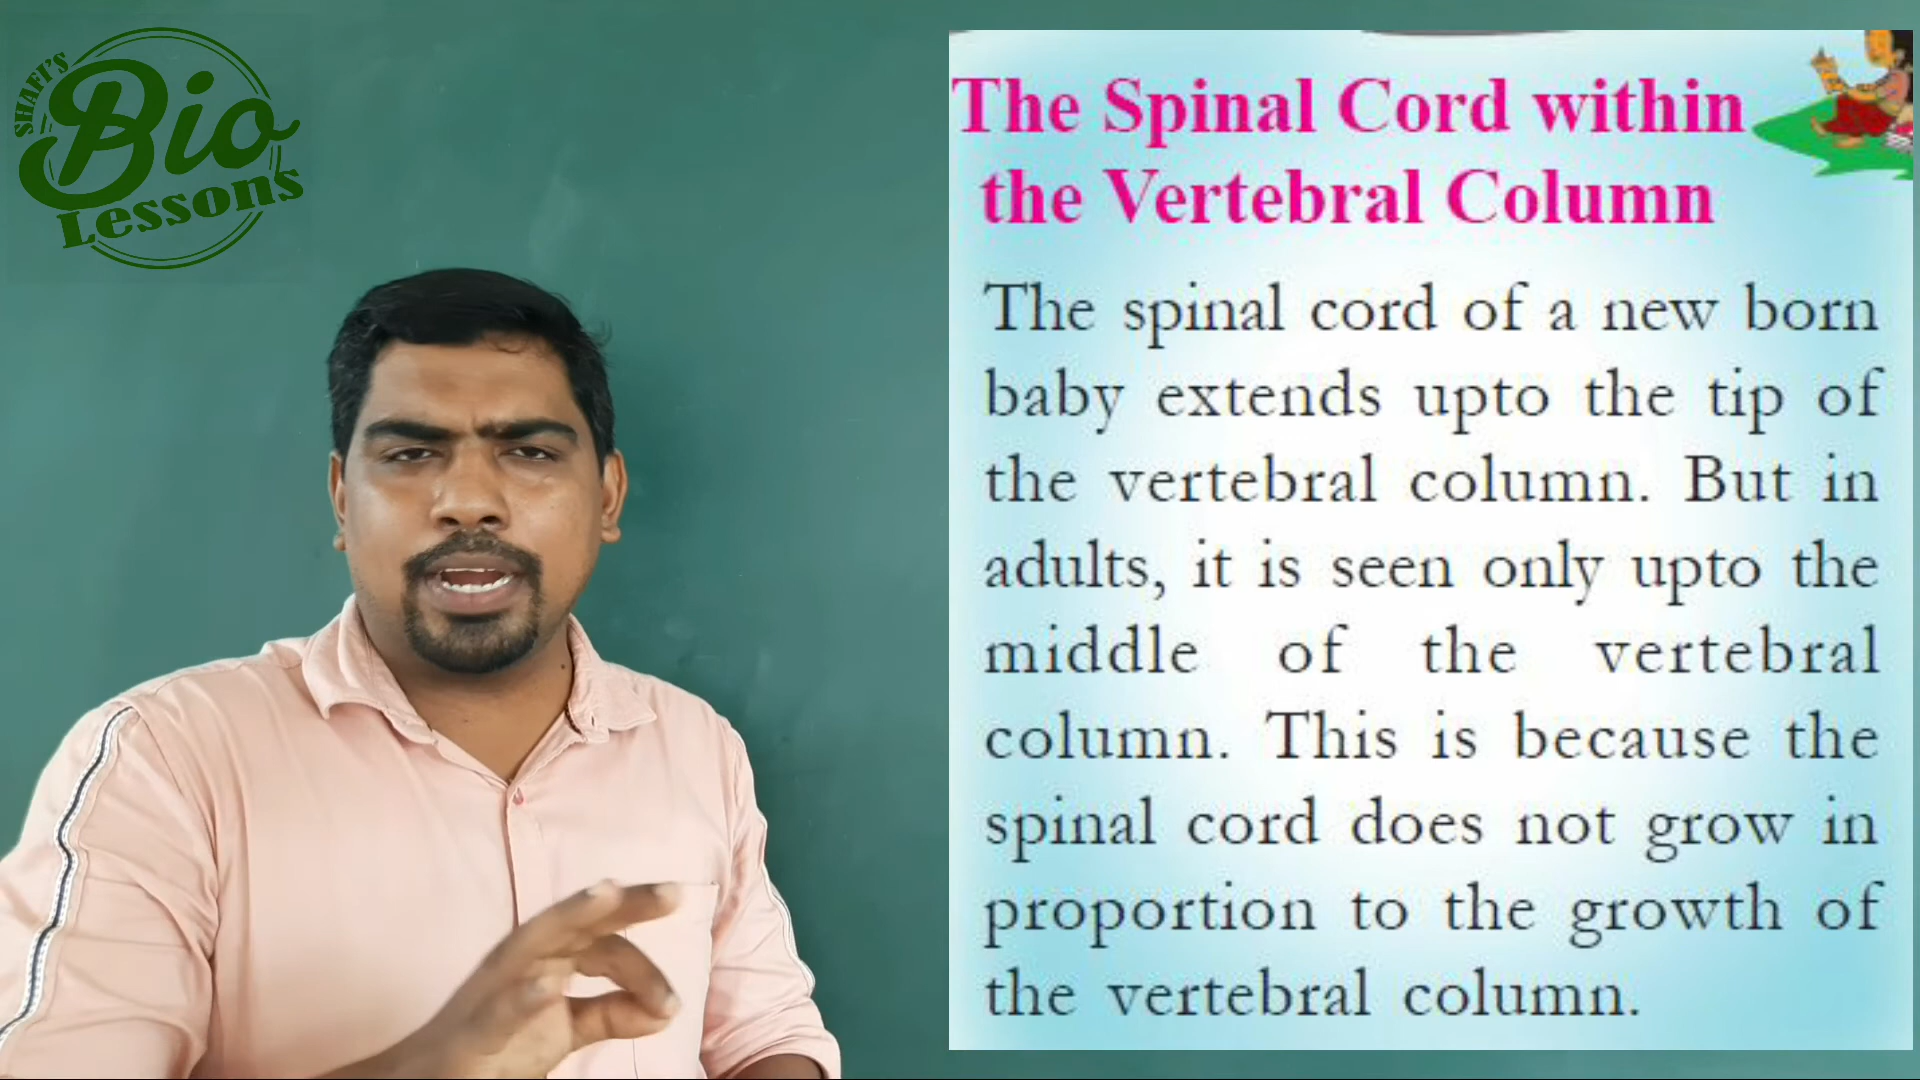 SHAFI'S
Bio
Lessons
The Spinal Cord within
the Vertebral Column
The spinal cord of a new born
baby extends upto the tip of
the vertebral column. But in
adults, it is seen only upto the
middle of the vertebral
column. This is because the
spinal cord does not grow in
proportion to the growth of
the vertebral column.